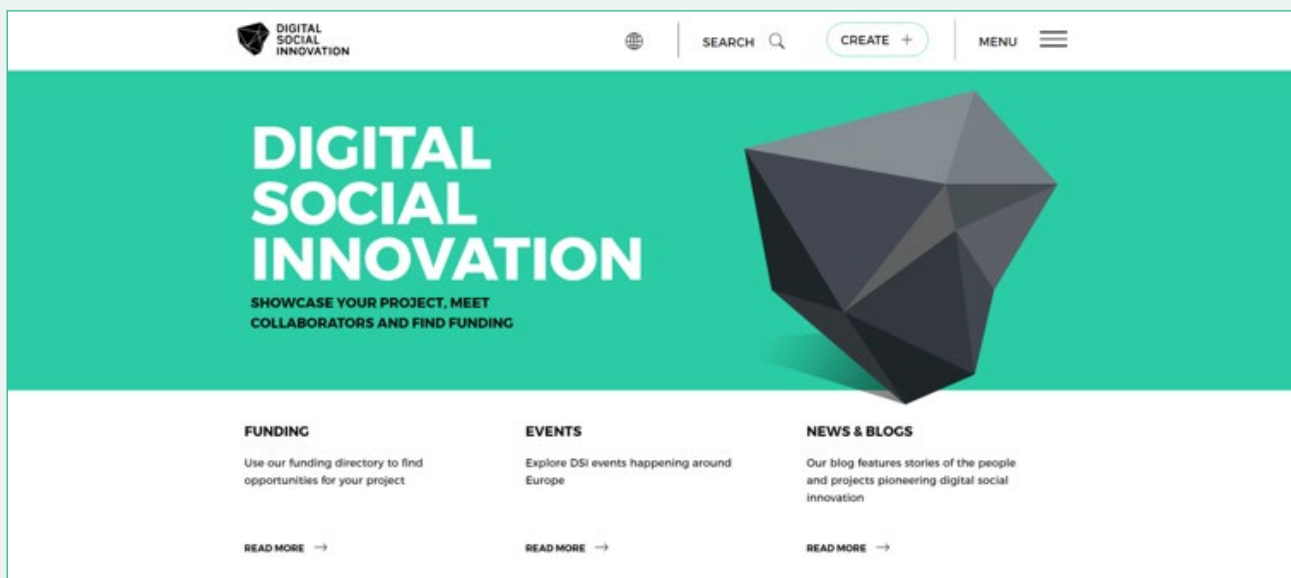 DIGITAL
SOCIAL
INNOVATION
SEARCH
CREATE +
MENU
DIGITAL
SOCIAL
INNOVATION
SHOWCASE YOUR PROJECT, MEET
COLLABORATORS AND FIND FUNDING
FUNDING
Use our funding directory to find
opportunities for your project
READ MORE →
EVENTS
Explore DSI events happening around
Europe
READ MORE →
NEWS & BLOGS
Our blog features stories of the people
and projects pioneering digital social
innovation
READ MORE →